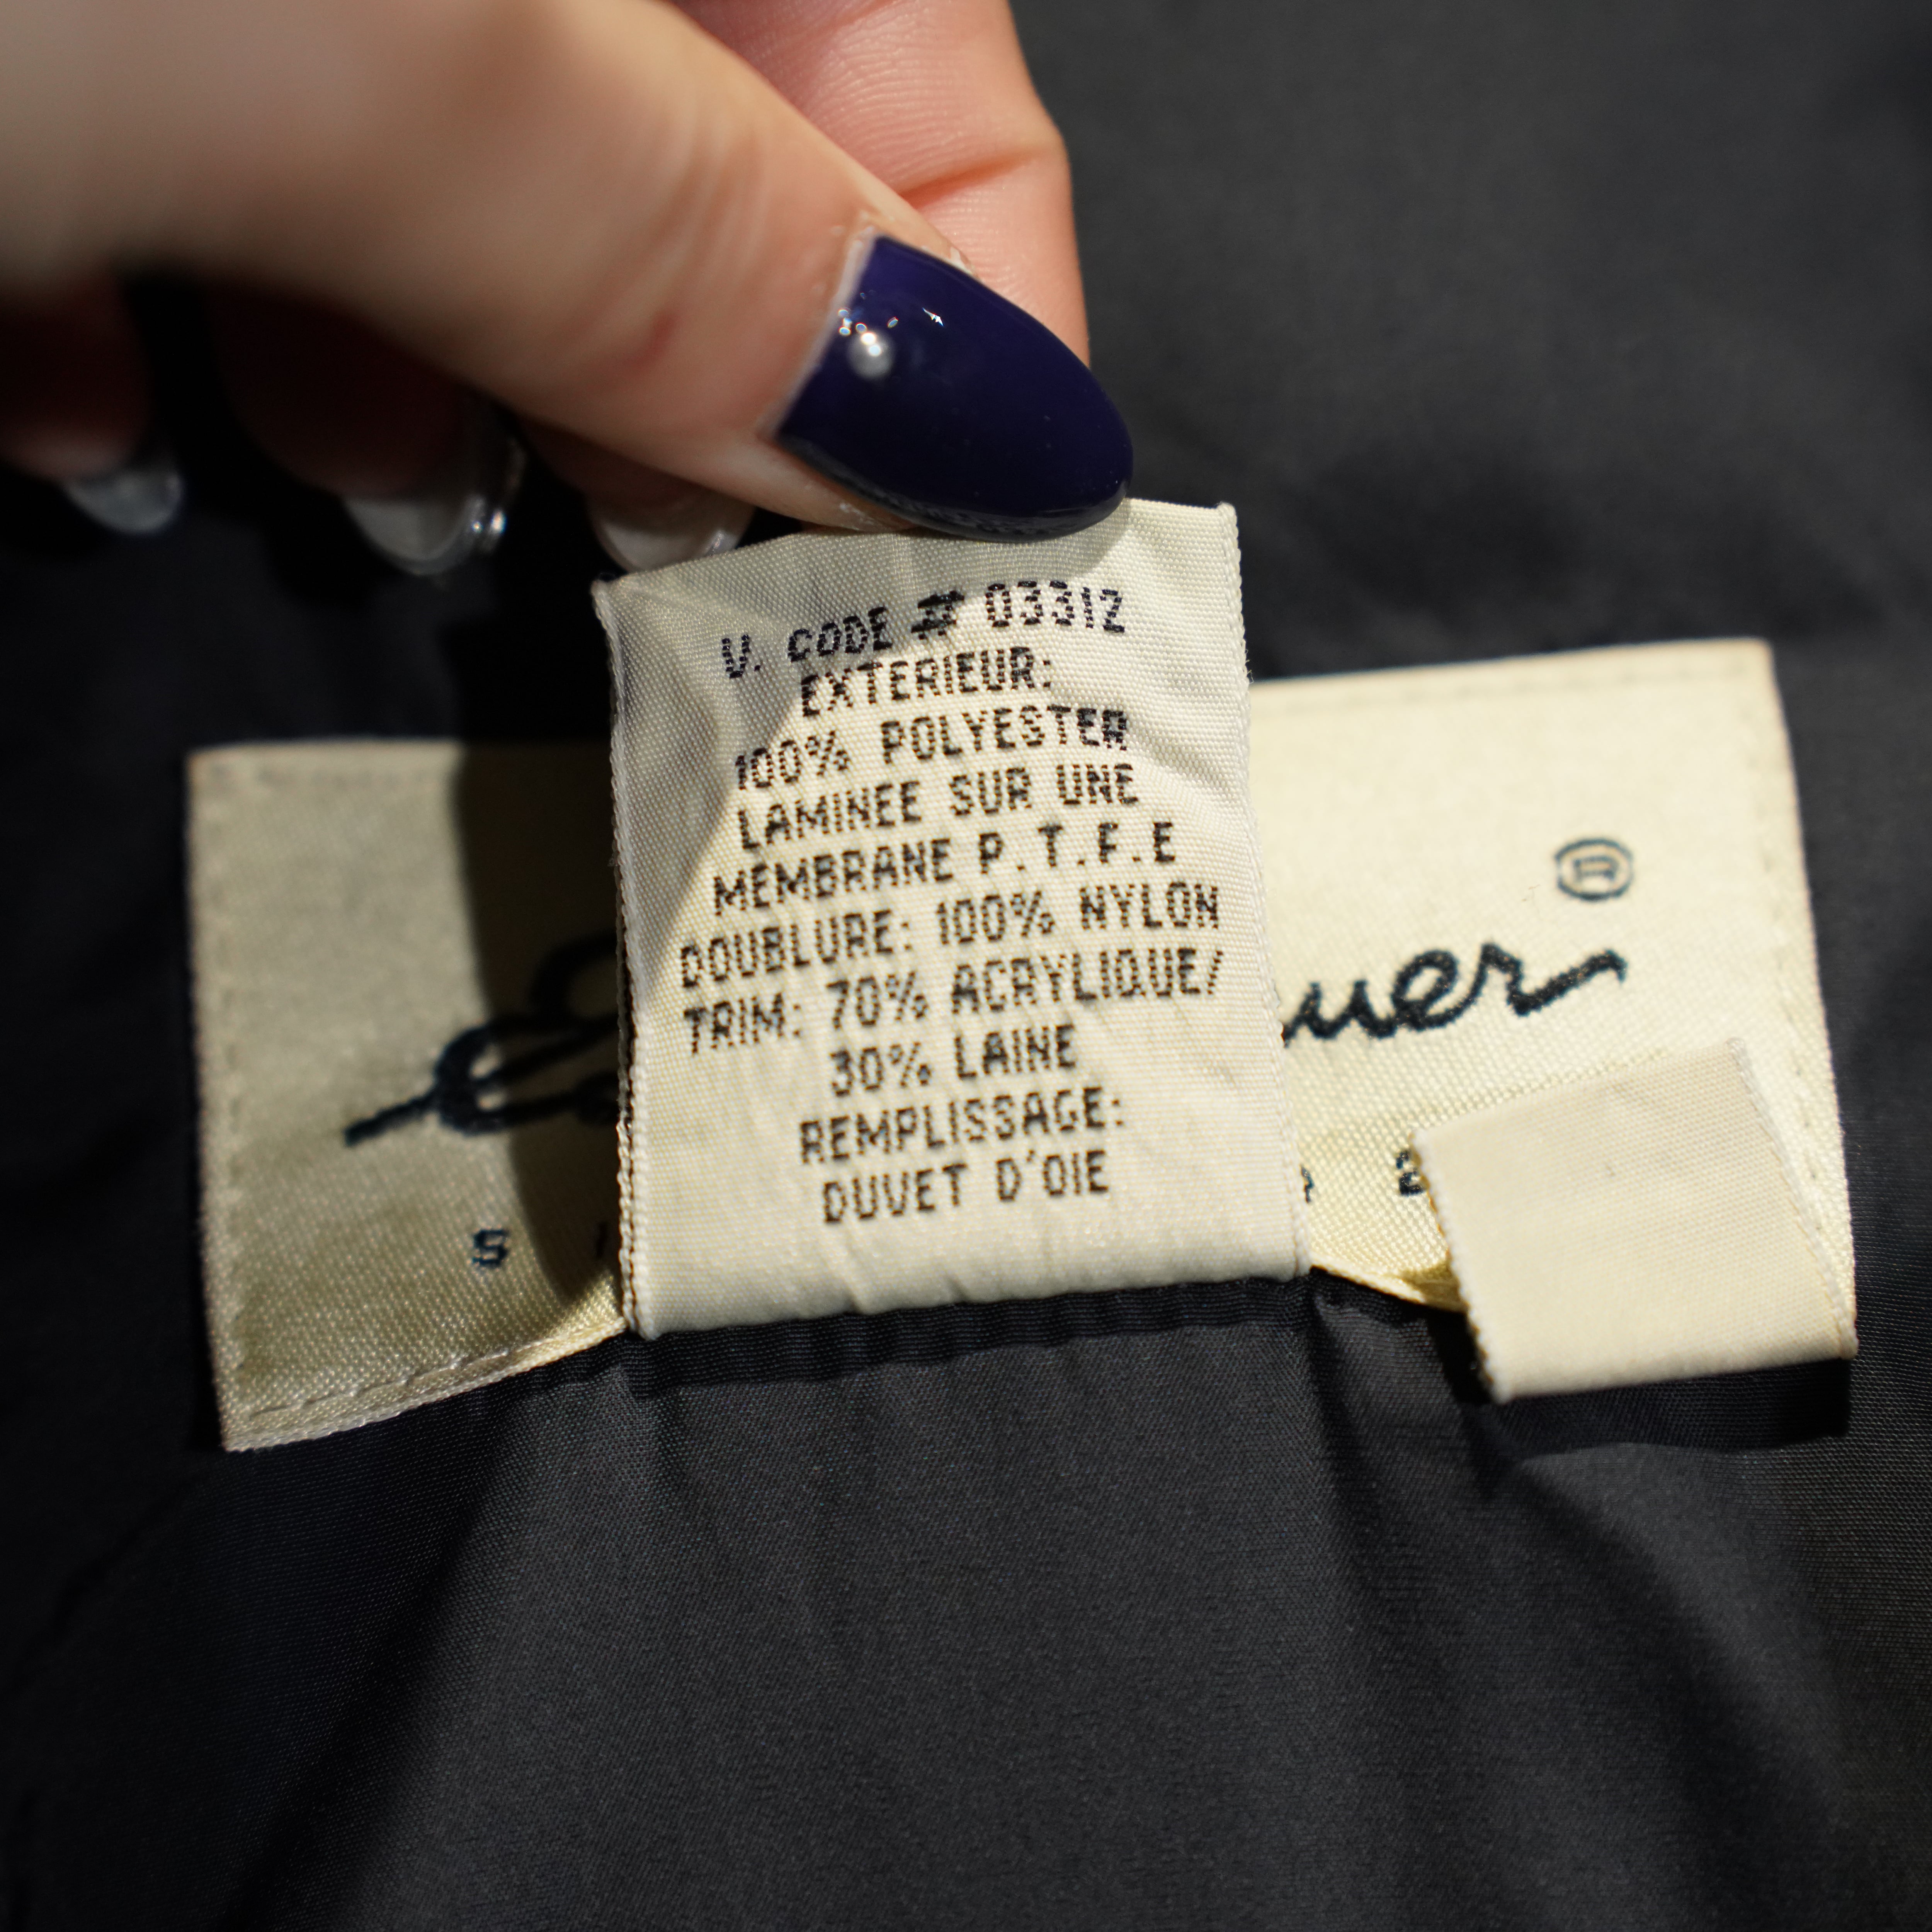 V. CODE # 03312
EXTERIEUR:
100% POLYESTER
LAMINEE SUR UNE
MEMBRANE P.T.F.E
DOUBLURE: 100% NYLON
TRIM: 70% ACRYLIQUE/
30% LAINE
REMPLISSAGE:
DUVET D'OIE
®
S